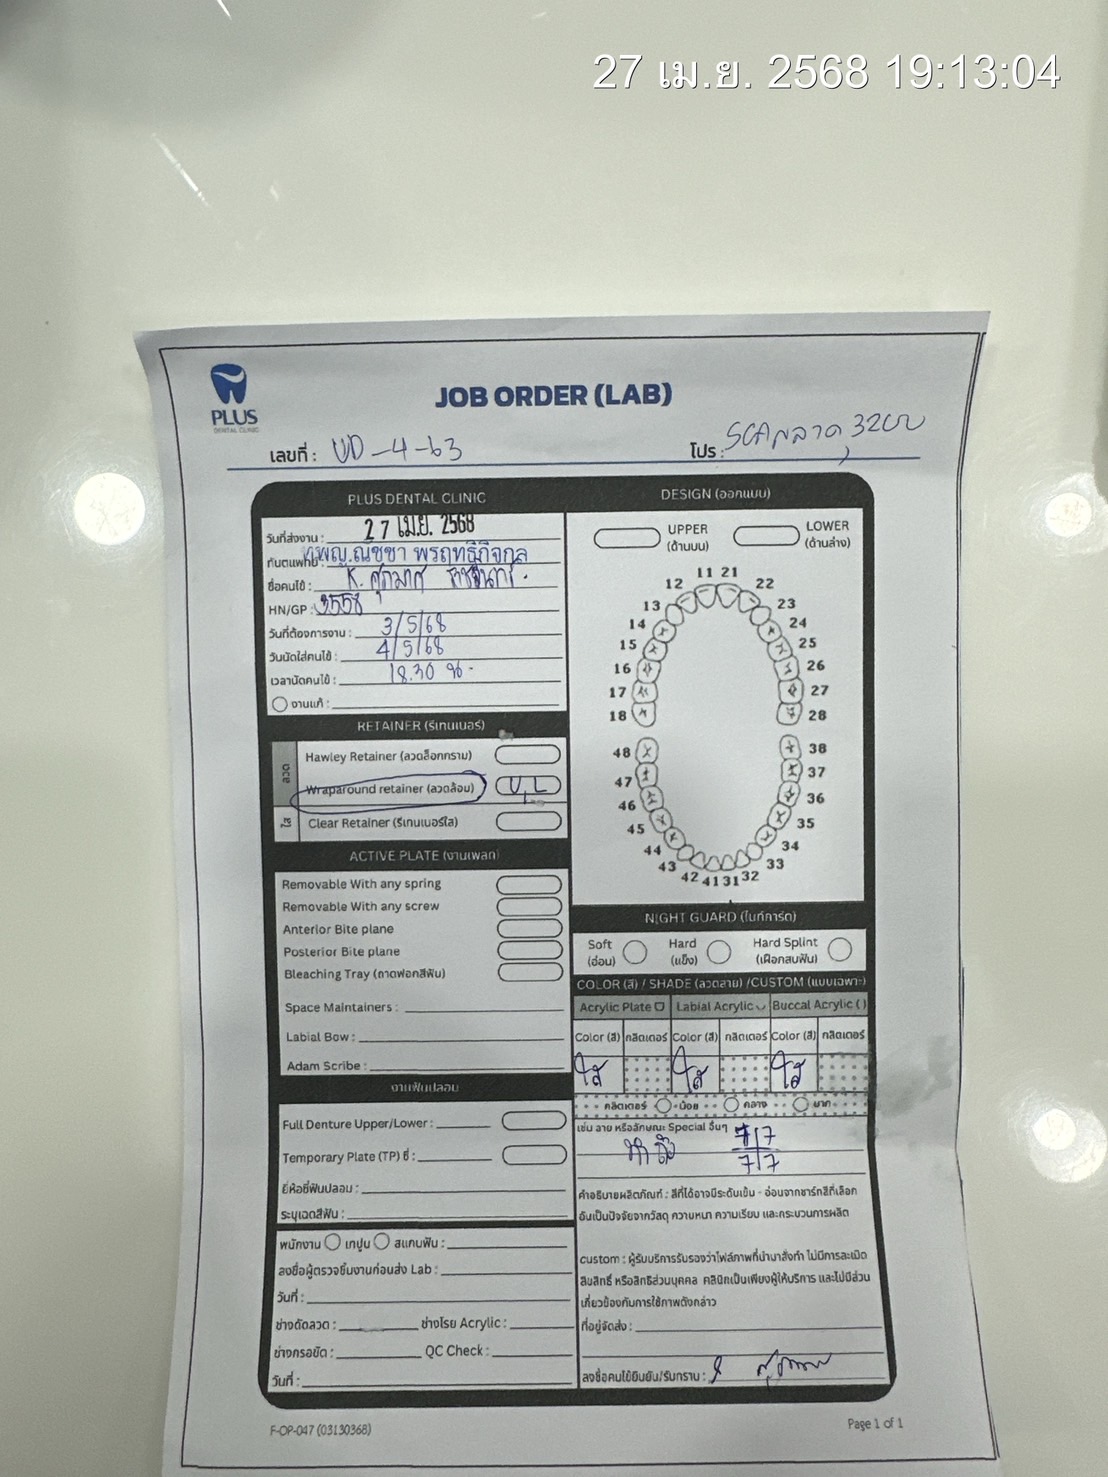 27 เม.ย. 2568 19:13:04
PLUS
DENTAL CLINIC
JOB ORDER (LAB)
เลขที่ : UD-4-63
โปร : SCAN ลวด 3200
PLUS DENTAL CLINIC
วันที่ส่งงาน : 27 เม.ย. 2568
ทันตแพทย์ : ทพญ.ณัชชา พรฤทธิ์กิจกุล
ชื่อคนไข้ : K.
HN/GP : 3558
วันที่ต้องการงาน : 3/5/68
วันนัดใส่คนไข้ : 4/5/68
เวลานัดคนไข้ : 18.30 น.
งานแก้ :
RETAINER (รีเทนเนอร์)
ลวด
Hawley Retainer (ลวดล็อกกราม)
Wraparound retainer (ลวดล้อม) U,L
ใส
Clear Retainer (รีเทนเนอร์ใส)
ACTIVE PLATE (งานเพลท)
Removable With any spring
Removable With any screw
Anterior Bite plane
Posterior Bite plane
Bleaching Tray (ถาดฟอกสีฟัน)
Space Maintainers :
Labial Bow :
Adam Scribe :
งานฟันปลอม
Full Denture Upper/Lower :
Temporary Plate (TP) ซี่ :
ยี่ห้อซี่ฟันปลอม :
ระบุเฉดสีฟัน :
พนักงาน เทปูน สแกนฟัน :
ลงชื่อผู้ตรวจชิ้นงานก่อนส่ง Lab :
วันที่ :
ช่างดัดลวด : ช่างโรย Acrylic :
ช่างกรอขัด : QC Check :
วันที่ :
DESIGN (ออกแบบ)
UPPER (ด้านบน)
LOWER (ด้านล่าง)
11 21
12 22
13 23
14 24
15 25
16 26
17 27
18 28
48 38
47 37
46 36
45 35
44 34
43 33
42 41 31 32
NIGHT GUARD (ไนท์การ์ด)
Soft (อ่อน)
Hard (แข็ง)
Hard Splint (เฝือกสบฟัน)
COLOR (สี) / SHADE (ลวดลาย) /CUSTOM (แบบเฉพาะ)
Acrylic Plate Labial Acrylic Buccal Acrylic ( )
Color (สี) กลิตเตอร์ Color (สี) กลิตเตอร์ Color (สี) กลิตเตอร์
ใส ใส ใส
กลิตเตอร์ น้อย กลาง มาก
เช่น ลาย หรือลักษณะ Special อื่นๆ 7|7
7|7
คำอธิบายผลิตภัณฑ์ : สีที่ได้อาจมีระดับเข้ม - อ่อนจากชาร์ทสีที่เลือก
อันเป็นปัจจัยจากวัสดุ ความหนา ความเรียบ และกระบวนการผลิต
custom : ผู้รับบริการรับรองว่าไฟล์ภาพที่นำมาสั่งทำ ไม่มีการละเมิด
ลิขสิทธิ์ หรือสิทธิส่วนบุคคล คลินิกเป็นเพียงผู้ให้บริการ และไม่มีส่วน
เกี่ยวข้องกับการใช้ภาพดังกล่าว
ที่อยู่จัดส่ง :
ลงชื่อคนไข้ยืนยัน/รับทราบ :
F-OP-047 (03130368)
Page 1 of 1